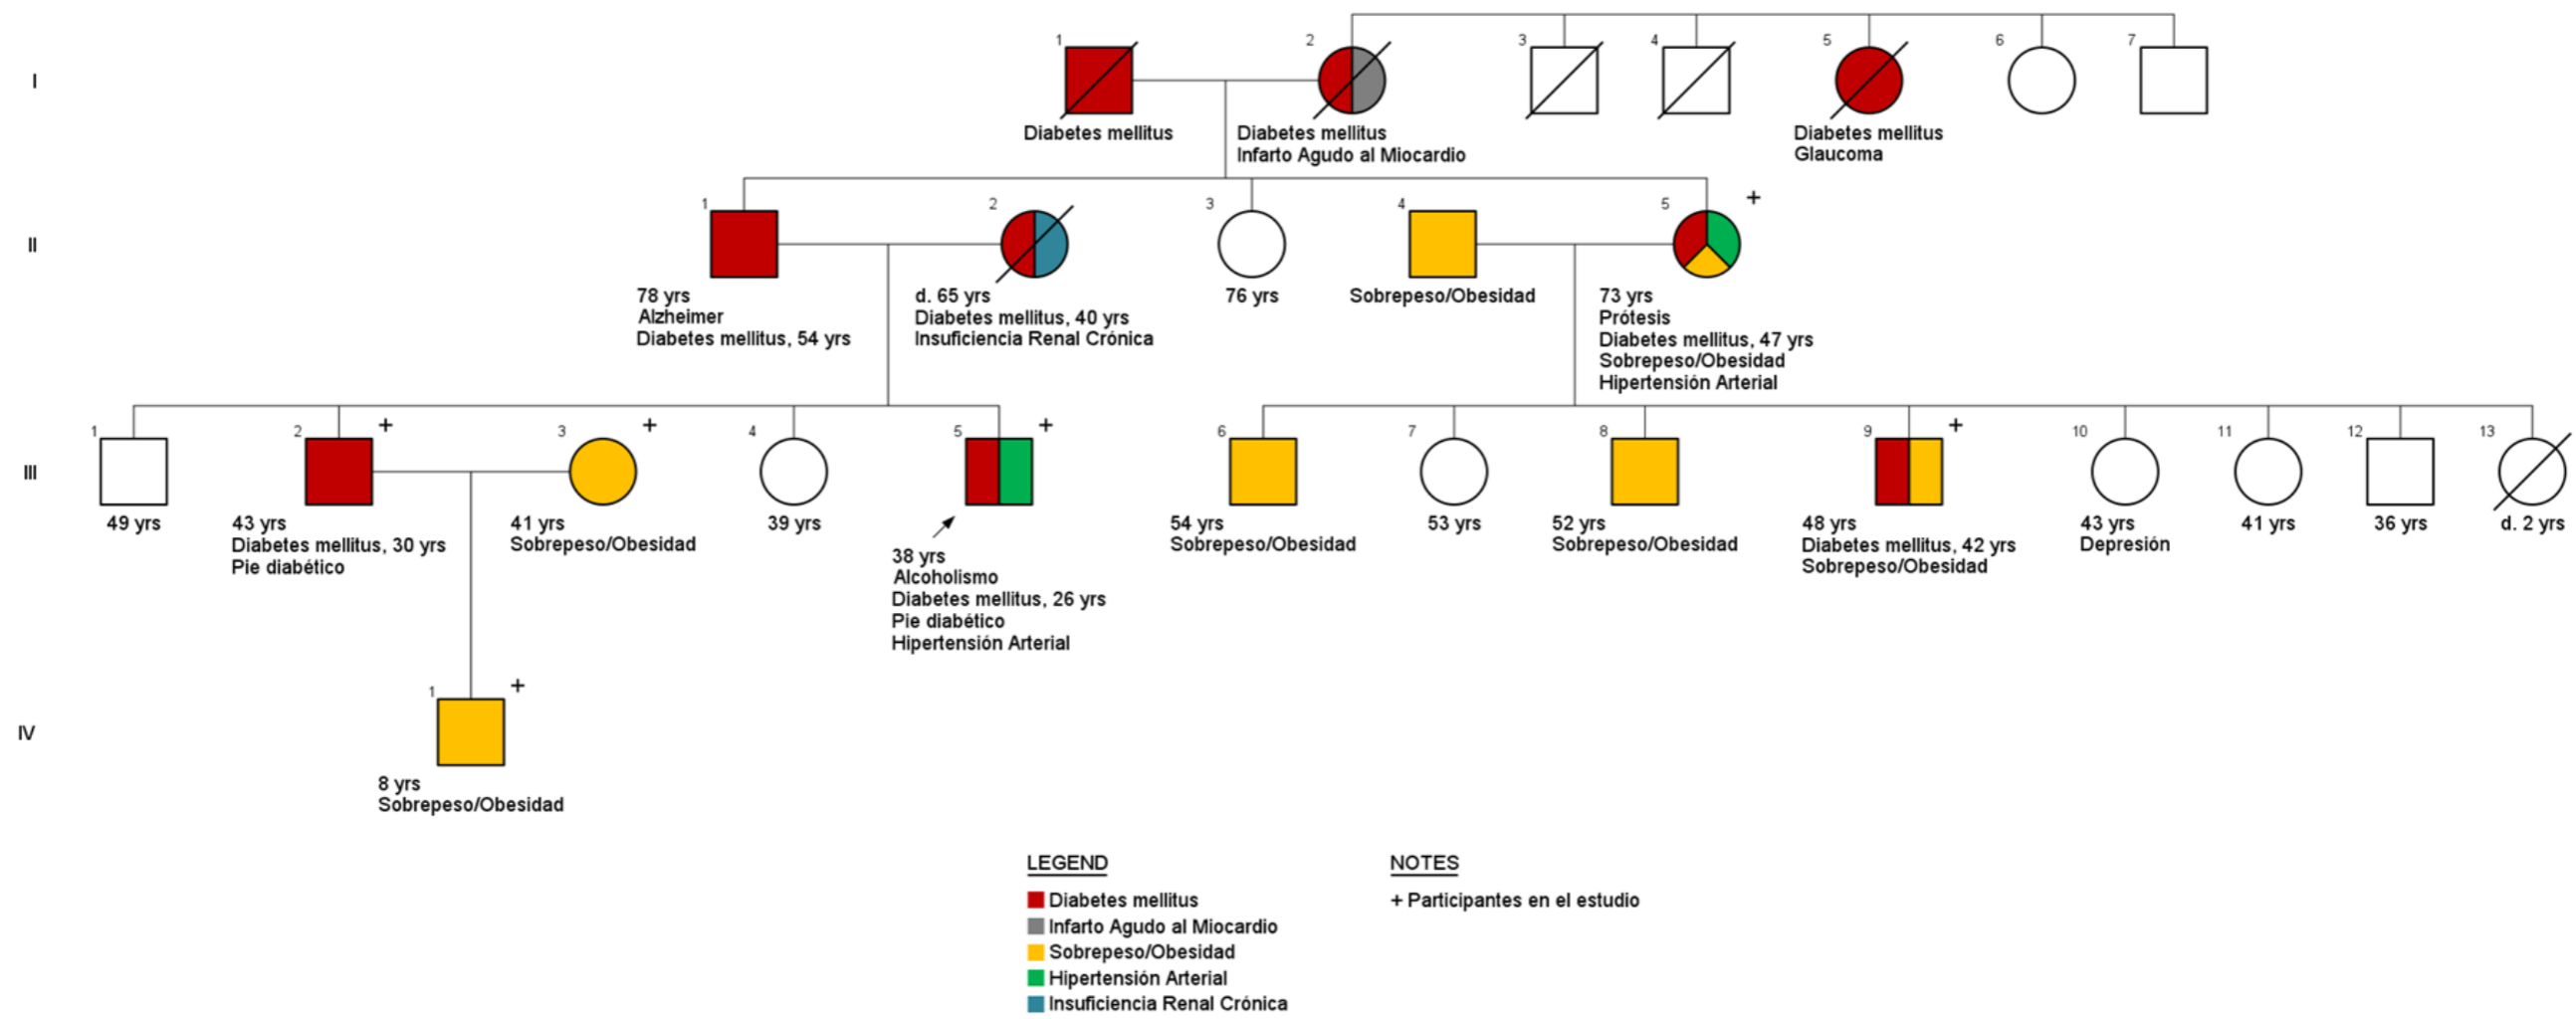 I
1
2
3
4
5
6
7
Diabetes mellitus
Diabetes mellitus
Infarto Agudo al Miocardio
Diabetes mellitus
Glaucoma
II
1
2
3
4
5
+
78 yrs
Alzheimer
Diabetes mellitus, 54 yrs
d. 65 yrs
Diabetes mellitus, 40 yrs
Insuficiencia Renal Crónica
76 yrs
Sobrepeso/Obesidad
73 yrs
Prótesis
Diabetes mellitus, 47 yrs
Sobrepeso/Obesidad
Hipertensión Arterial
III
1
2
+
3
+
4
5
+
6
7
8
9
+
10
11
12
13
49 yrs
43 yrs
Diabetes mellitus, 30 yrs
Pie diabético
41 yrs
Sobrepeso/Obesidad
39 yrs
38 yrs
Alcoholismo
Diabetes mellitus, 26 yrs
Pie diabético
Hipertensión Arterial
54 yrs
Sobrepeso/Obesidad
53 yrs
52 yrs
Sobrepeso/Obesidad
48 yrs
Diabetes mellitus, 42 yrs
Sobrepeso/Obesidad
43 yrs
Depresión
41 yrs
36 yrs
d. 2 yrs
IV
1
+
8 yrs
Sobrepeso/Obesidad
LEGEND
Diabetes mellitus
Infarto Agudo al Miocardio
Sobrepeso/Obesidad
Hipertensión Arterial
Insuficiencia Renal Crónica
NOTES
+ Participantes en el estudio